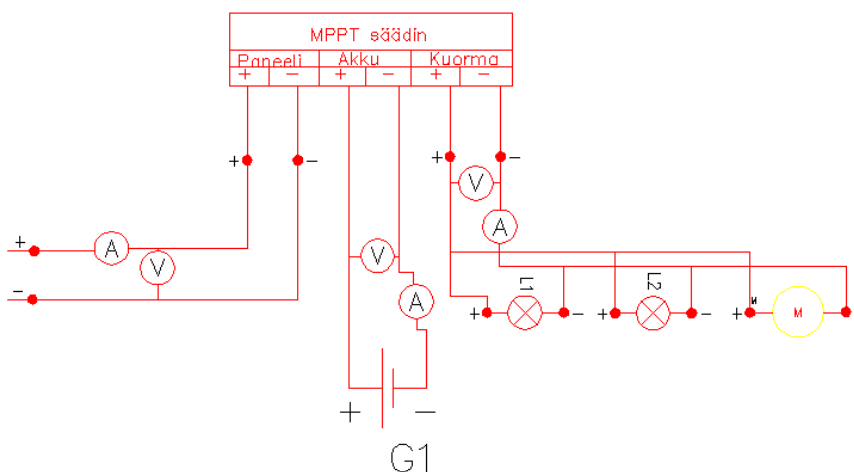 MPPT säädin
Paneeli Akku Kuorma
+ − + − + −
+ − + −
V
A
+ A V V
L1 L2
− A
+ − + − + M
+ −
G1